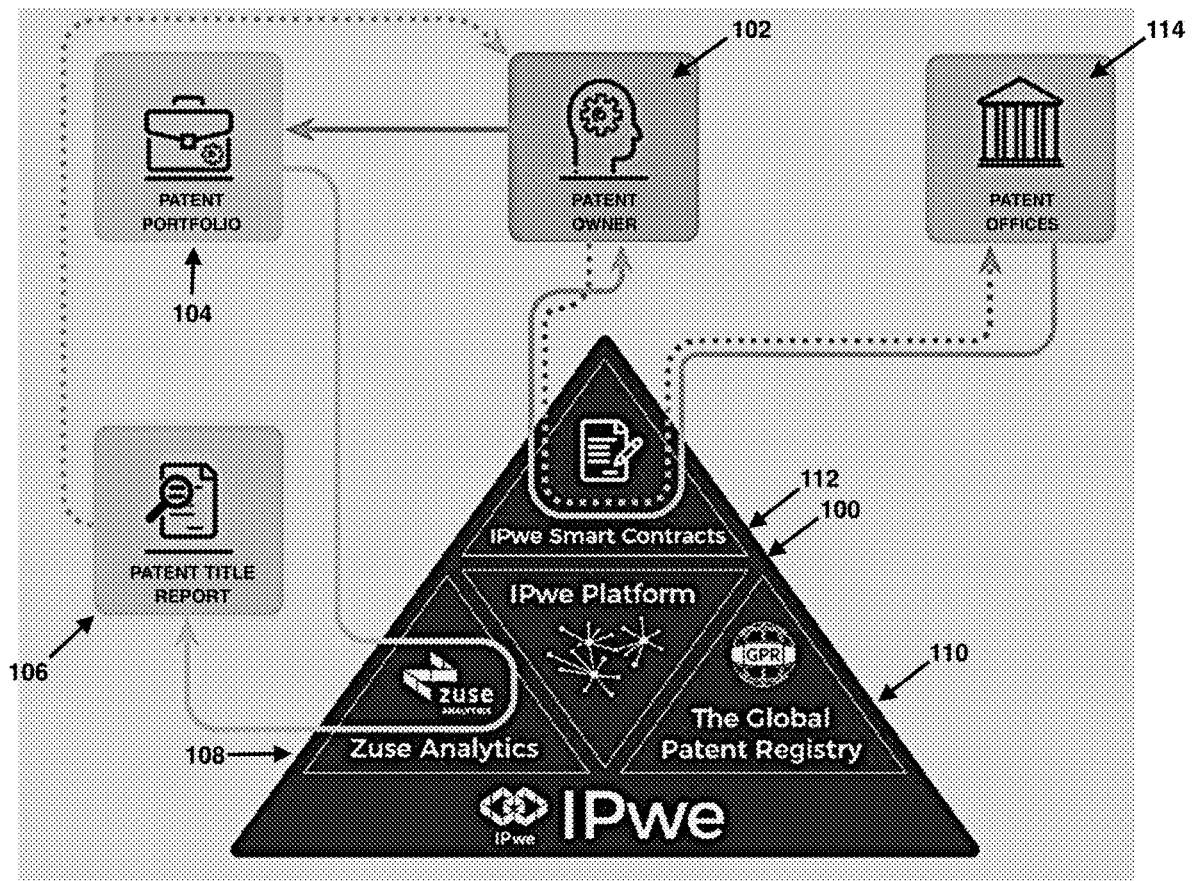 102
114
PATENT
PORTFOLIO
PATENT
OWNER
PATENT
OFFICES
104
112
100
IPwe Smart Contracts
PATENT TITLE
REPORT
IPwe Platform
106
GPR
110
zuse
ANALYTICS
The Global
Patent Registry
108
Zuse Analytics
IPwe
IPwe